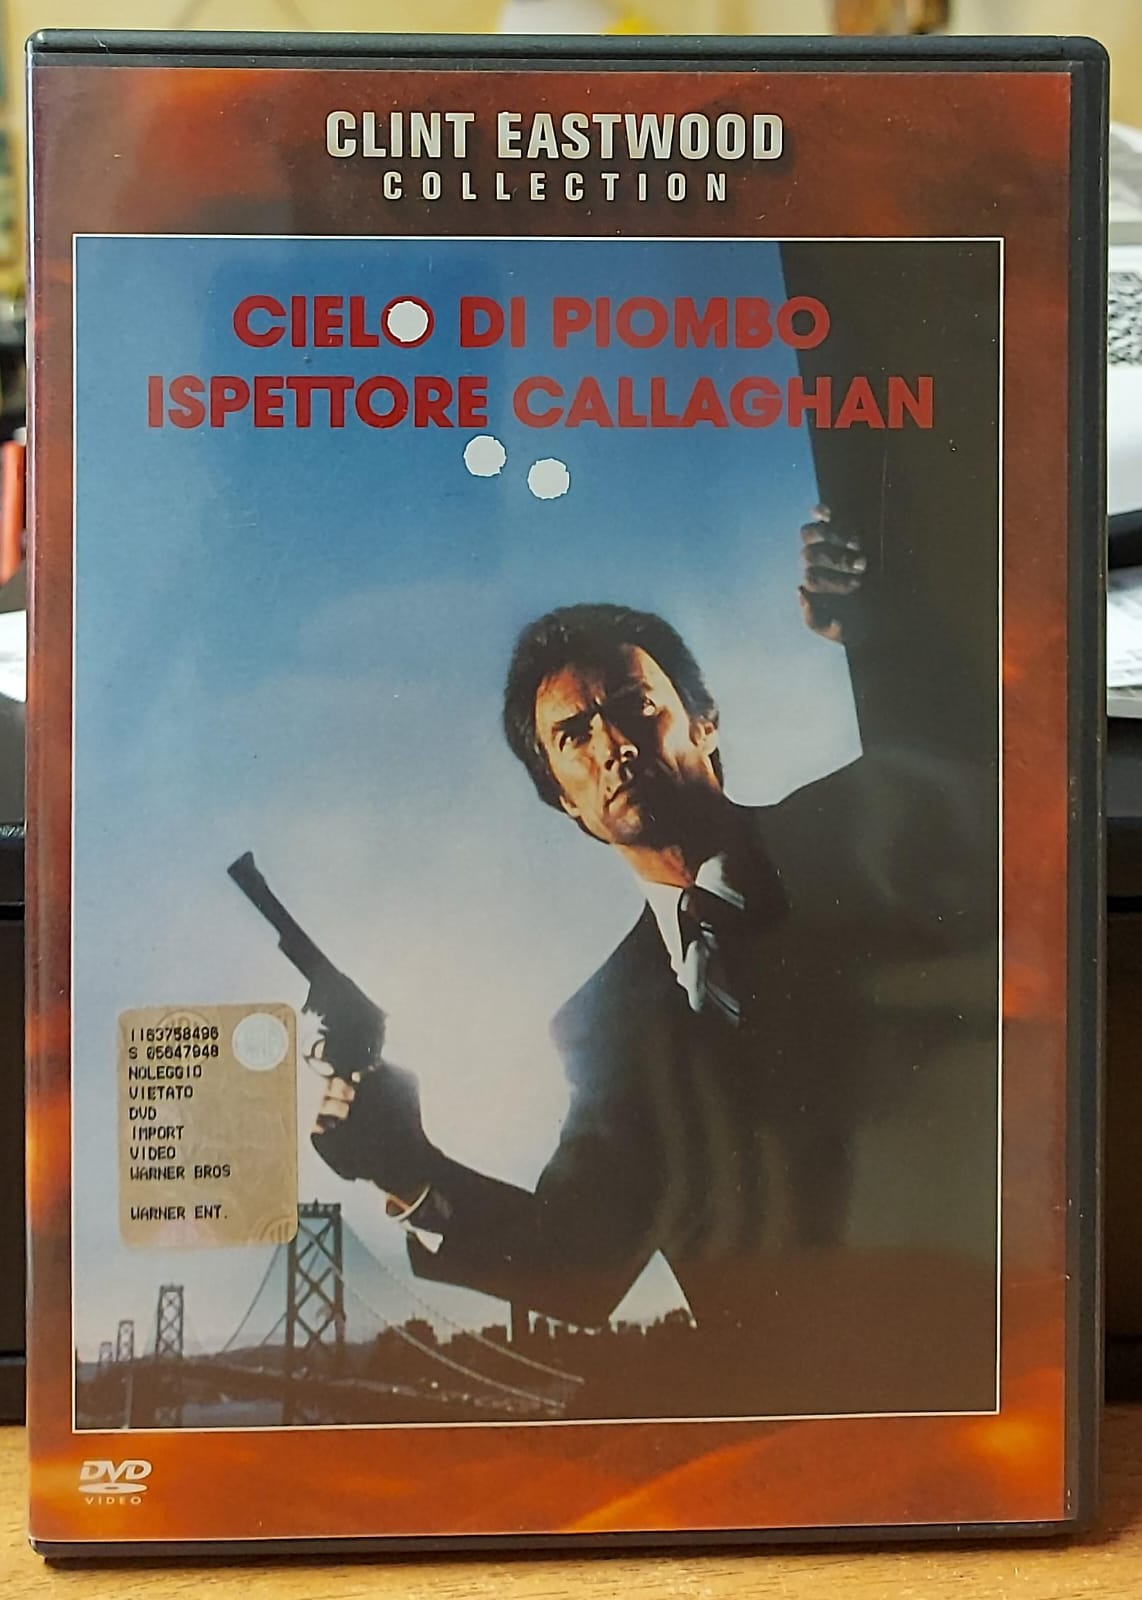 CLINT EASTWOOD
COLLECTION
CIELO DI PIOMBO
ISPETTORE CALLAGHAN
1163758496
S 05647948
NOLEGGIO
VIETATO
DVD
IMPORT
VIDEO
WARNER BROS
WARNER ENT.
DVD
VIDEO